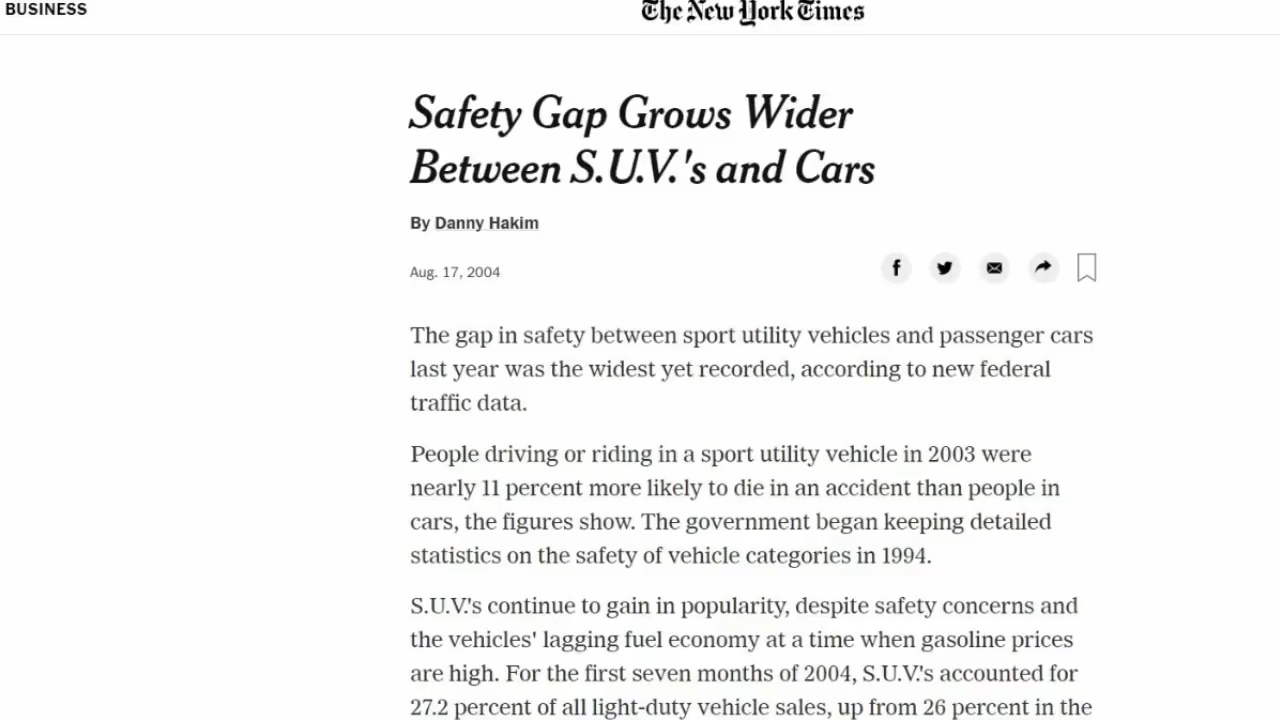 BUSINESS
The New York Times
Safety Gap Grows Wider
Between S.U.V.'s and Cars
By Danny Hakim
Aug. 17, 2004
The gap in safety between sport utility vehicles and passenger cars
last year was the widest yet recorded, according to new federal
traffic data.
People driving or riding in a sport utility vehicle in 2003 were
nearly 11 percent more likely to die in an accident than people in
cars, the figures show. The government began keeping detailed
statistics on the safety of vehicle categories in 1994.
S.U.V.'s continue to gain in popularity, despite safety concerns and
the vehicles' lagging fuel economy at a time when gasoline prices
are high. For the first seven months of 2004, S.U.V.'s accounted for
27.2 percent of all light-duty vehicle sales, up from 26 percent in the